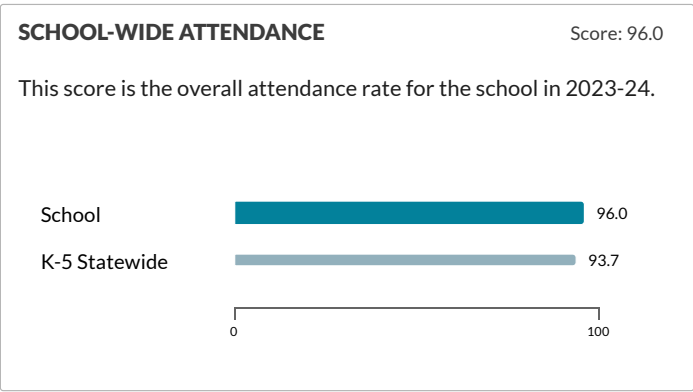 SCHOOL-WIDE ATTENDANCE Score: 96.0
This score is the overall attendance rate for the school in 2023-24.
School 96.0
K-5 Statewide 93.7
0 100